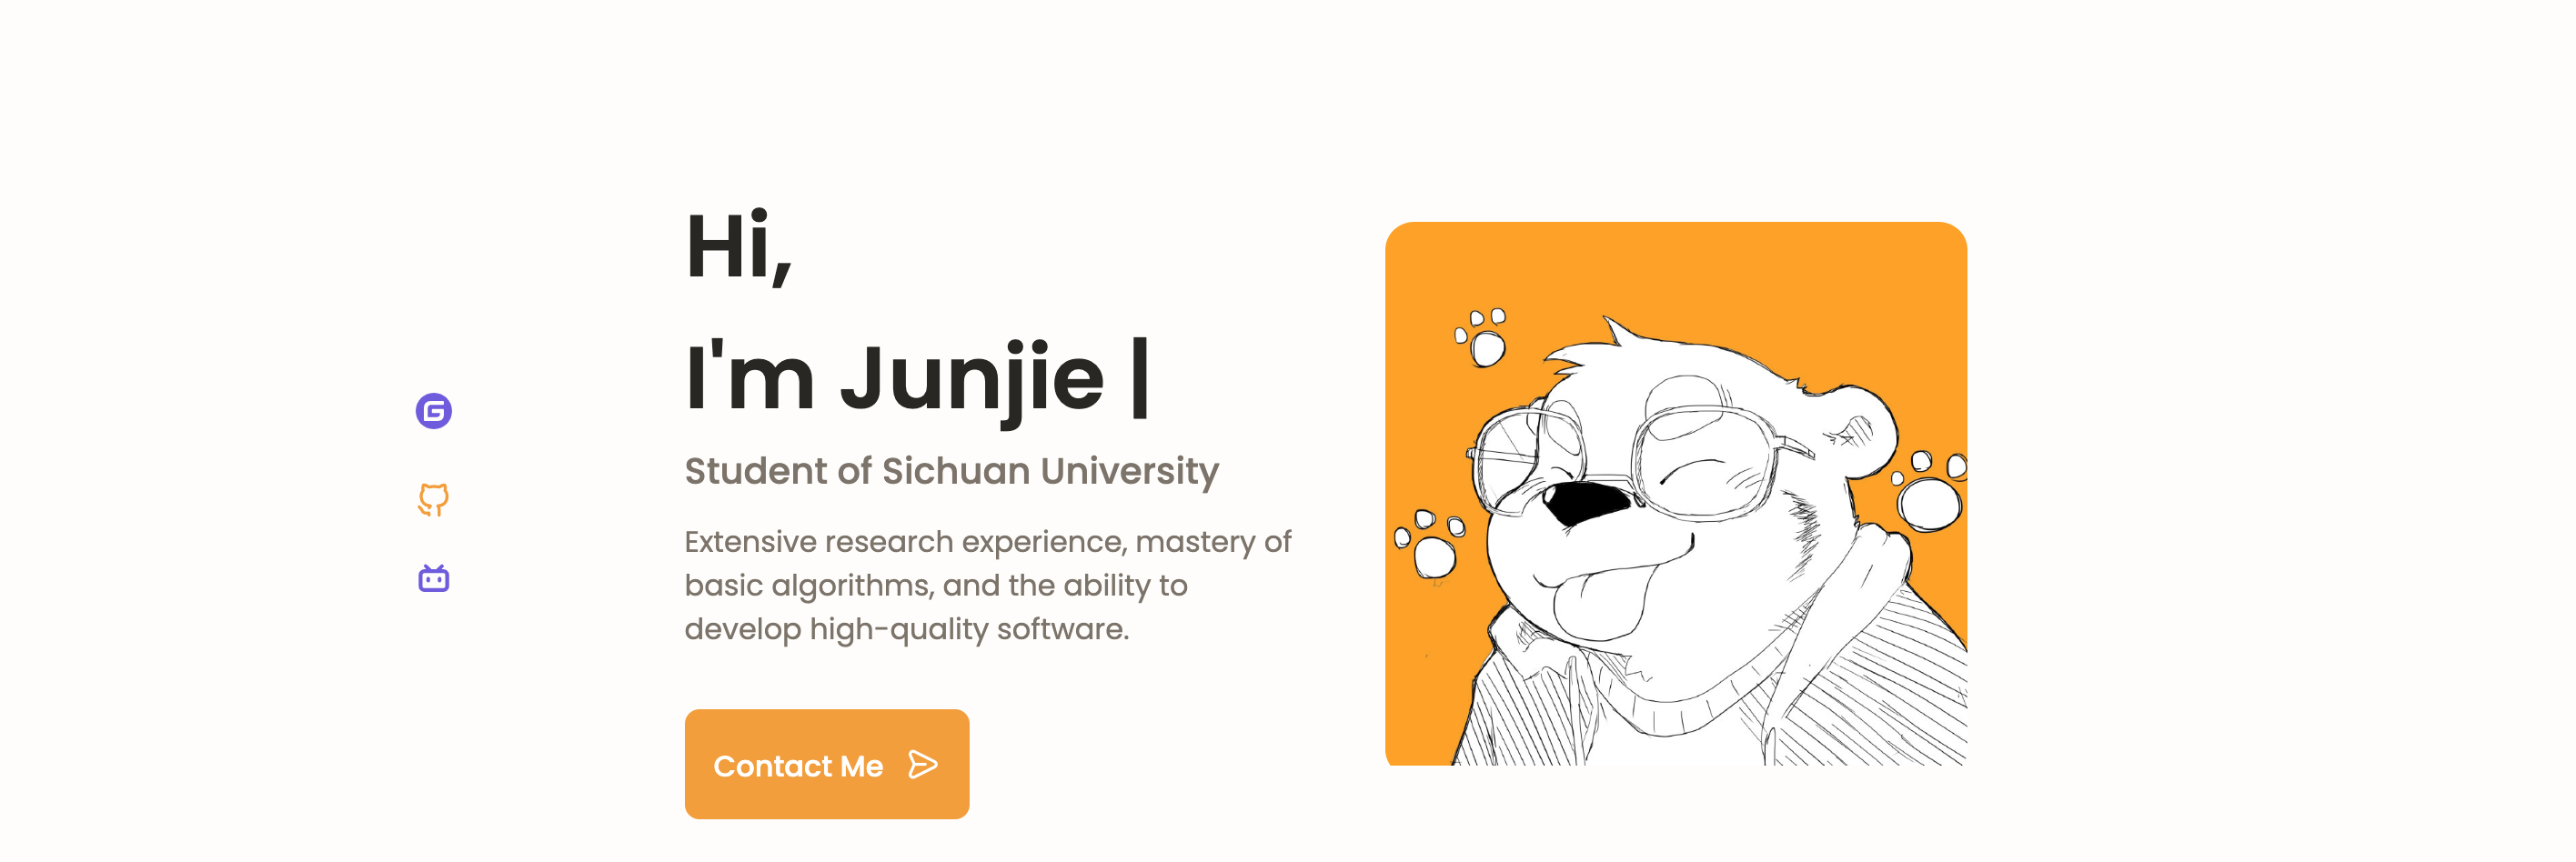 Hi,
I'm Junjie |
Student of Sichuan University
Extensive research experience, mastery of
basic algorithms, and the ability to
develop high-quality software.
Contact Me